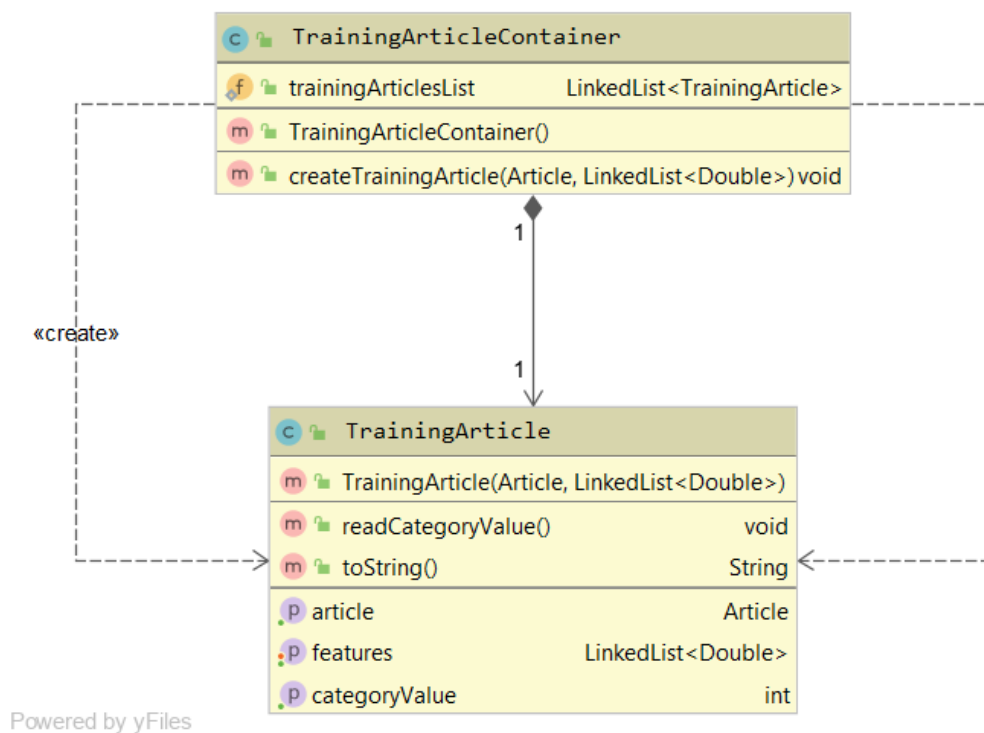 c TrainingArticleContainer
f trainingArticlesList LinkedList<TrainingArticle>
m TrainingArticleContainer()
m createTrainingArticle(Article, LinkedList<Double>) void
1
«create»
1
c TrainingArticle
m TrainingArticle(Article, LinkedList<Double>)
m readCategoryValue() void
m toString() String
p article Article
p features LinkedList<Double>
p categoryValue int
Powered by yFiles